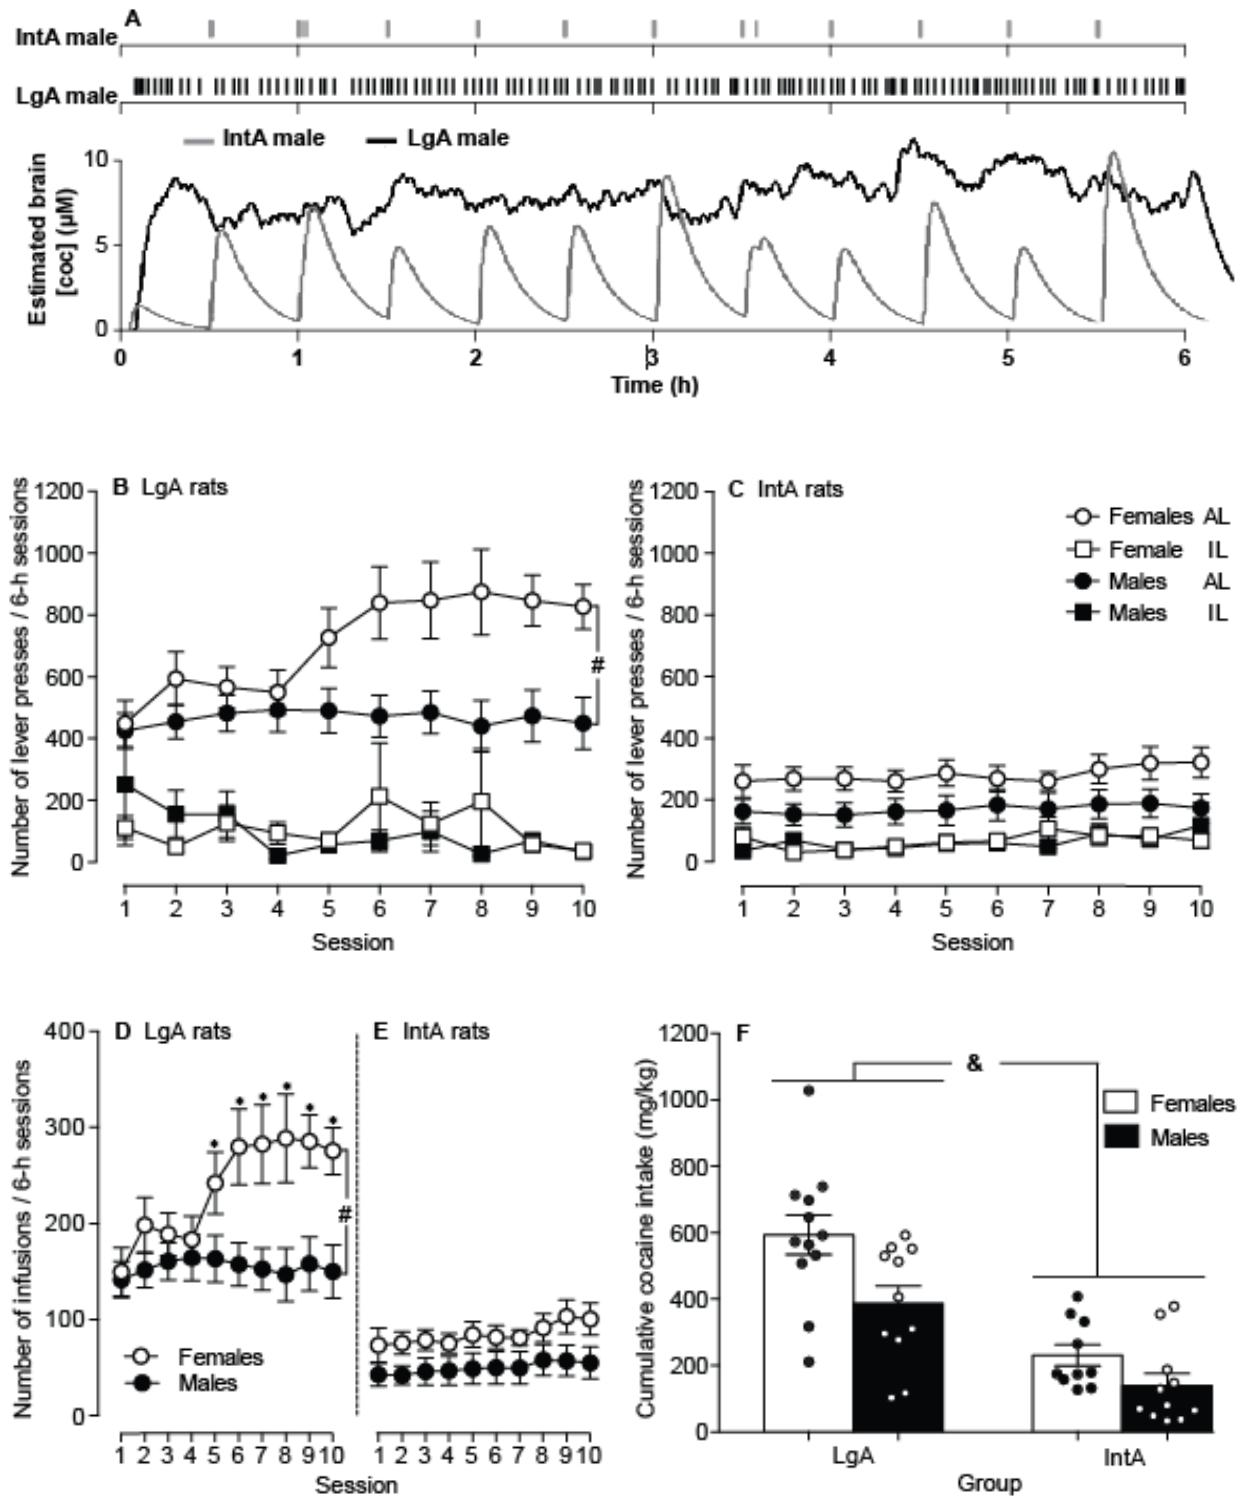 A
IntA male
LgA male
IntA male LgA male
Estimated brain
[coc] (µM)
10
5
0
0 1 2 3 4 5 6
Time (h)
B LgA rats
Number of lever presses / 6-h sessions
1200
1000
800
600
400
200
0
#
1 2 3 4 5 6 7 8 9 10
Session
C IntA rats
Number of lever presses / 6-h sessions
1200
1000
800
600
400
200
0
Females AL
Female IL
Males AL
Males IL
1 2 3 4 5 6 7 8 9 10
Session
D LgA rats
E IntA rats
Number of infusions / 6-h sessions
400
300
200
100
0
* * * * * *
#
Females
Males
1 2 3 4 5 6 7 8 9 10
1 2 3 4 5 6 7 8 9 10
Session
F
Cumulative cocaine intake (mg/kg)
1200
1000
800
600
400
200
0
&
Females
Males
LgA IntA
Group